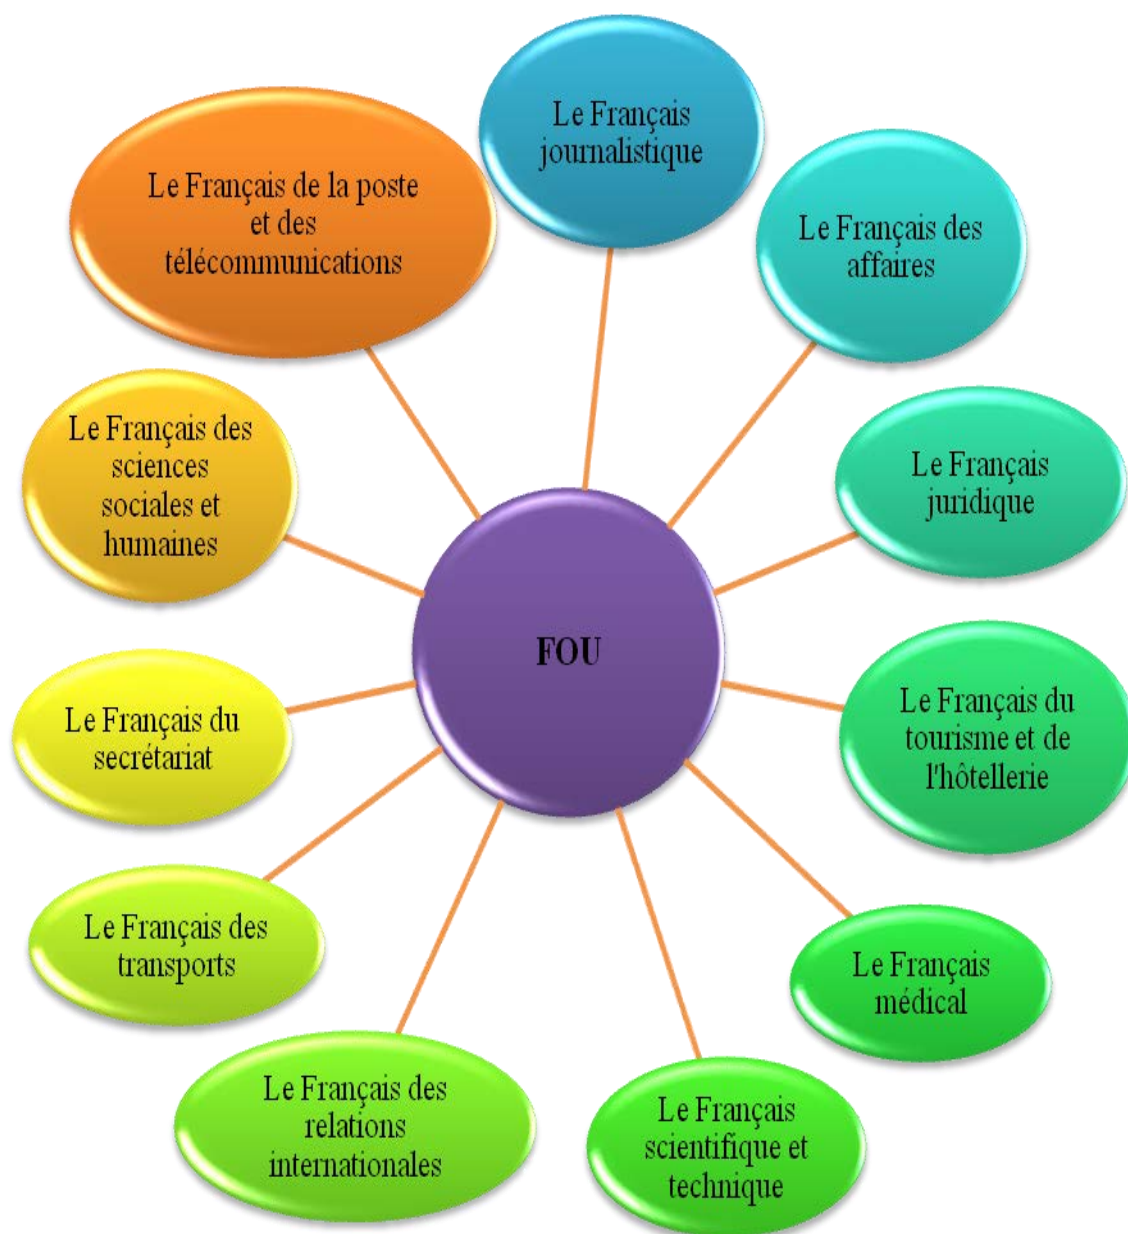 Le Français
journalistique
Le Français des
affaires
Le Français
juridique
Le Français du
tourisme et de
l'hôtellerie
Le Français
médical
Le Français
scientifique et
technique
Le Français des
relations
internationales
Le Français des
transports
Le Français du
secrétariat
Le Français des
sciences
sociales et
humaines
Le Français de la poste
et des
télécommunications
FOU